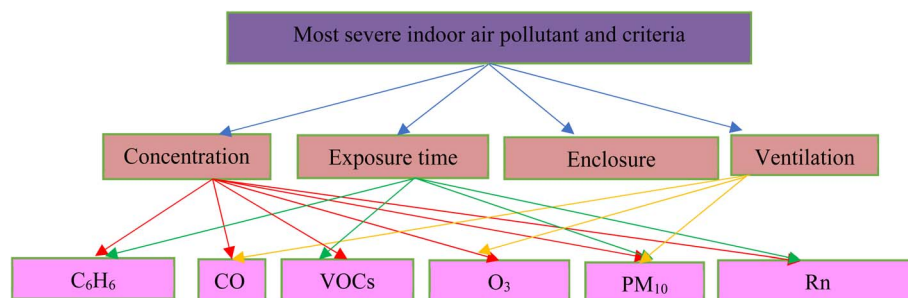 Most severe indoor air pollutant and criteria
Concentration
Exposure time
Enclosure
Ventilation
C₆H₆
CO
VOCs
O₃
PM₁₀
Rn